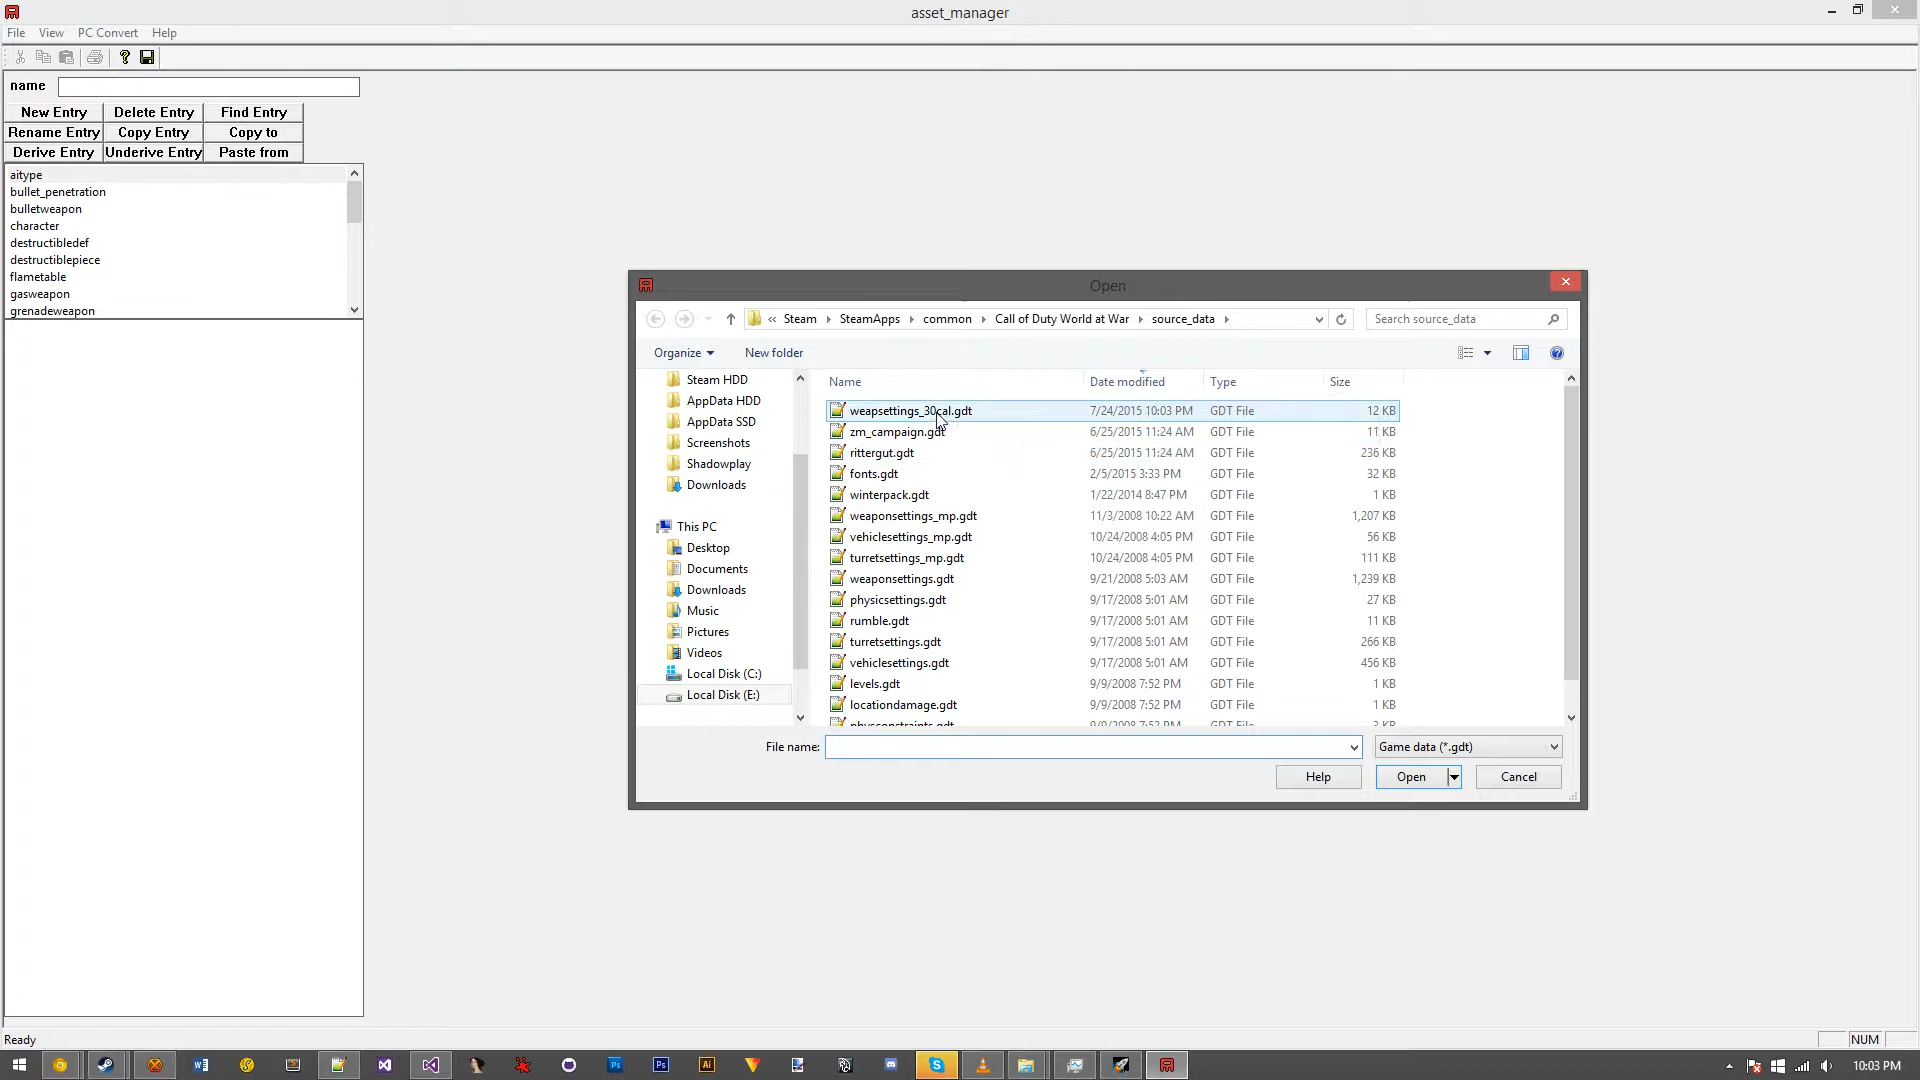 asset_manager
File View PC Convert Help
name
New Entry Delete Entry Find Entry
Rename Entry Copy Entry Copy to
Derive Entry Underive Entry Paste from
aitype
bullet_penetration
bulletweapon
character
destructibledef
destructiblepiece
flametable
gasweapon
grenadeweapon
Open
« Steam SteamApps common Call of Duty World at War source_data Search source_data
Organize New folder
Steam HDD
AppData HDD
AppData SSD
Screenshots
Shadowplay
Downloads
This PC
Desktop
Documents
Downloads
Music
Pictures
Videos
Local Disk (C:)
Local Disk (E:)
Name Date modified Type Size
weapsettings_30cal.gdt 7/24/2015 10:03 PM GDT File 12 KB
zm_campaign.gdt 6/25/2015 11:24 AM GDT File 11 KB
rittergut.gdt 6/25/2015 11:24 AM GDT File 236 KB
fonts.gdt 2/5/2015 3:33 PM GDT File 32 KB
winterpack.gdt 1/22/2014 8:47 PM GDT File 1 KB
weaponsettings_mp.gdt 11/3/2008 10:22 AM GDT File 1,207 KB
vehiclesettings_mp.gdt 10/24/2008 4:05 PM GDT File 56 KB
turretsettings_mp.gdt 10/24/2008 4:05 PM GDT File 111 KB
weaponsettings.gdt 9/21/2008 5:03 AM GDT File 1,239 KB
physicsettings.gdt 9/17/2008 5:01 AM GDT File 27 KB
rumble.gdt 9/17/2008 5:01 AM GDT File 11 KB
turretsettings.gdt 9/17/2008 5:01 AM GDT File 266 KB
vehiclesettings.gdt 9/17/2008 5:01 AM GDT File 456 KB
levels.gdt 9/9/2008 7:52 PM GDT File 1 KB
locationdamage.gdt 9/9/2008 7:52 PM GDT File 1 KB
physconstraints.gdt 9/9/2008 7:52 PM GDT File 3 KB
File name: Game data (*.gdt)
Help Open Cancel
Ready NUM
10:03 PM